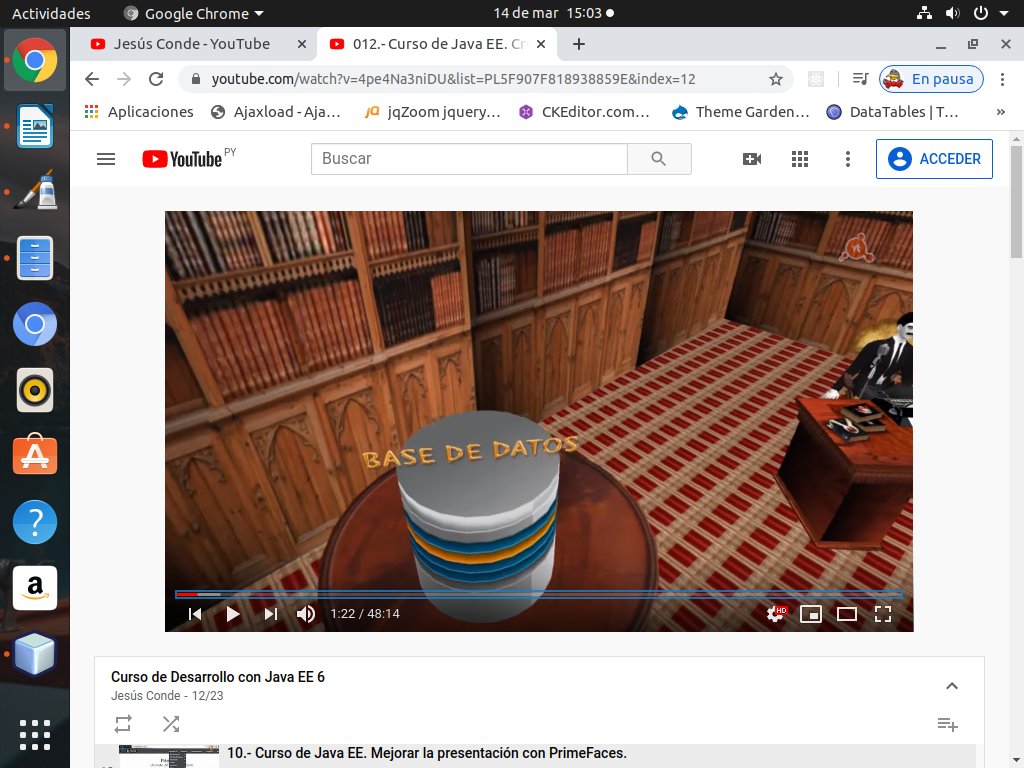 Actividades
Google Chrome
14 de mar 15:03
Jesús Conde - YouTube
012.- Curso de Java EE. Cr
youtube.com/watch?v=4pe4Na3niDU&list=PL5F907F818938859E&index=12
En pausa
Aplicaciones
Ajaxload - Aja...
jqZoom jquery...
CKEditor.com...
Theme Garden...
DataTables | T...
»
YouTube PY
Buscar
ACCEDER
BASE DE DATOS
1:22 / 48:14
HD
Curso de Desarrollo con Java EE 6
Jesús Conde - 12/23
10.- Curso de Java EE. Mejorar la presentación con PrimeFaces.